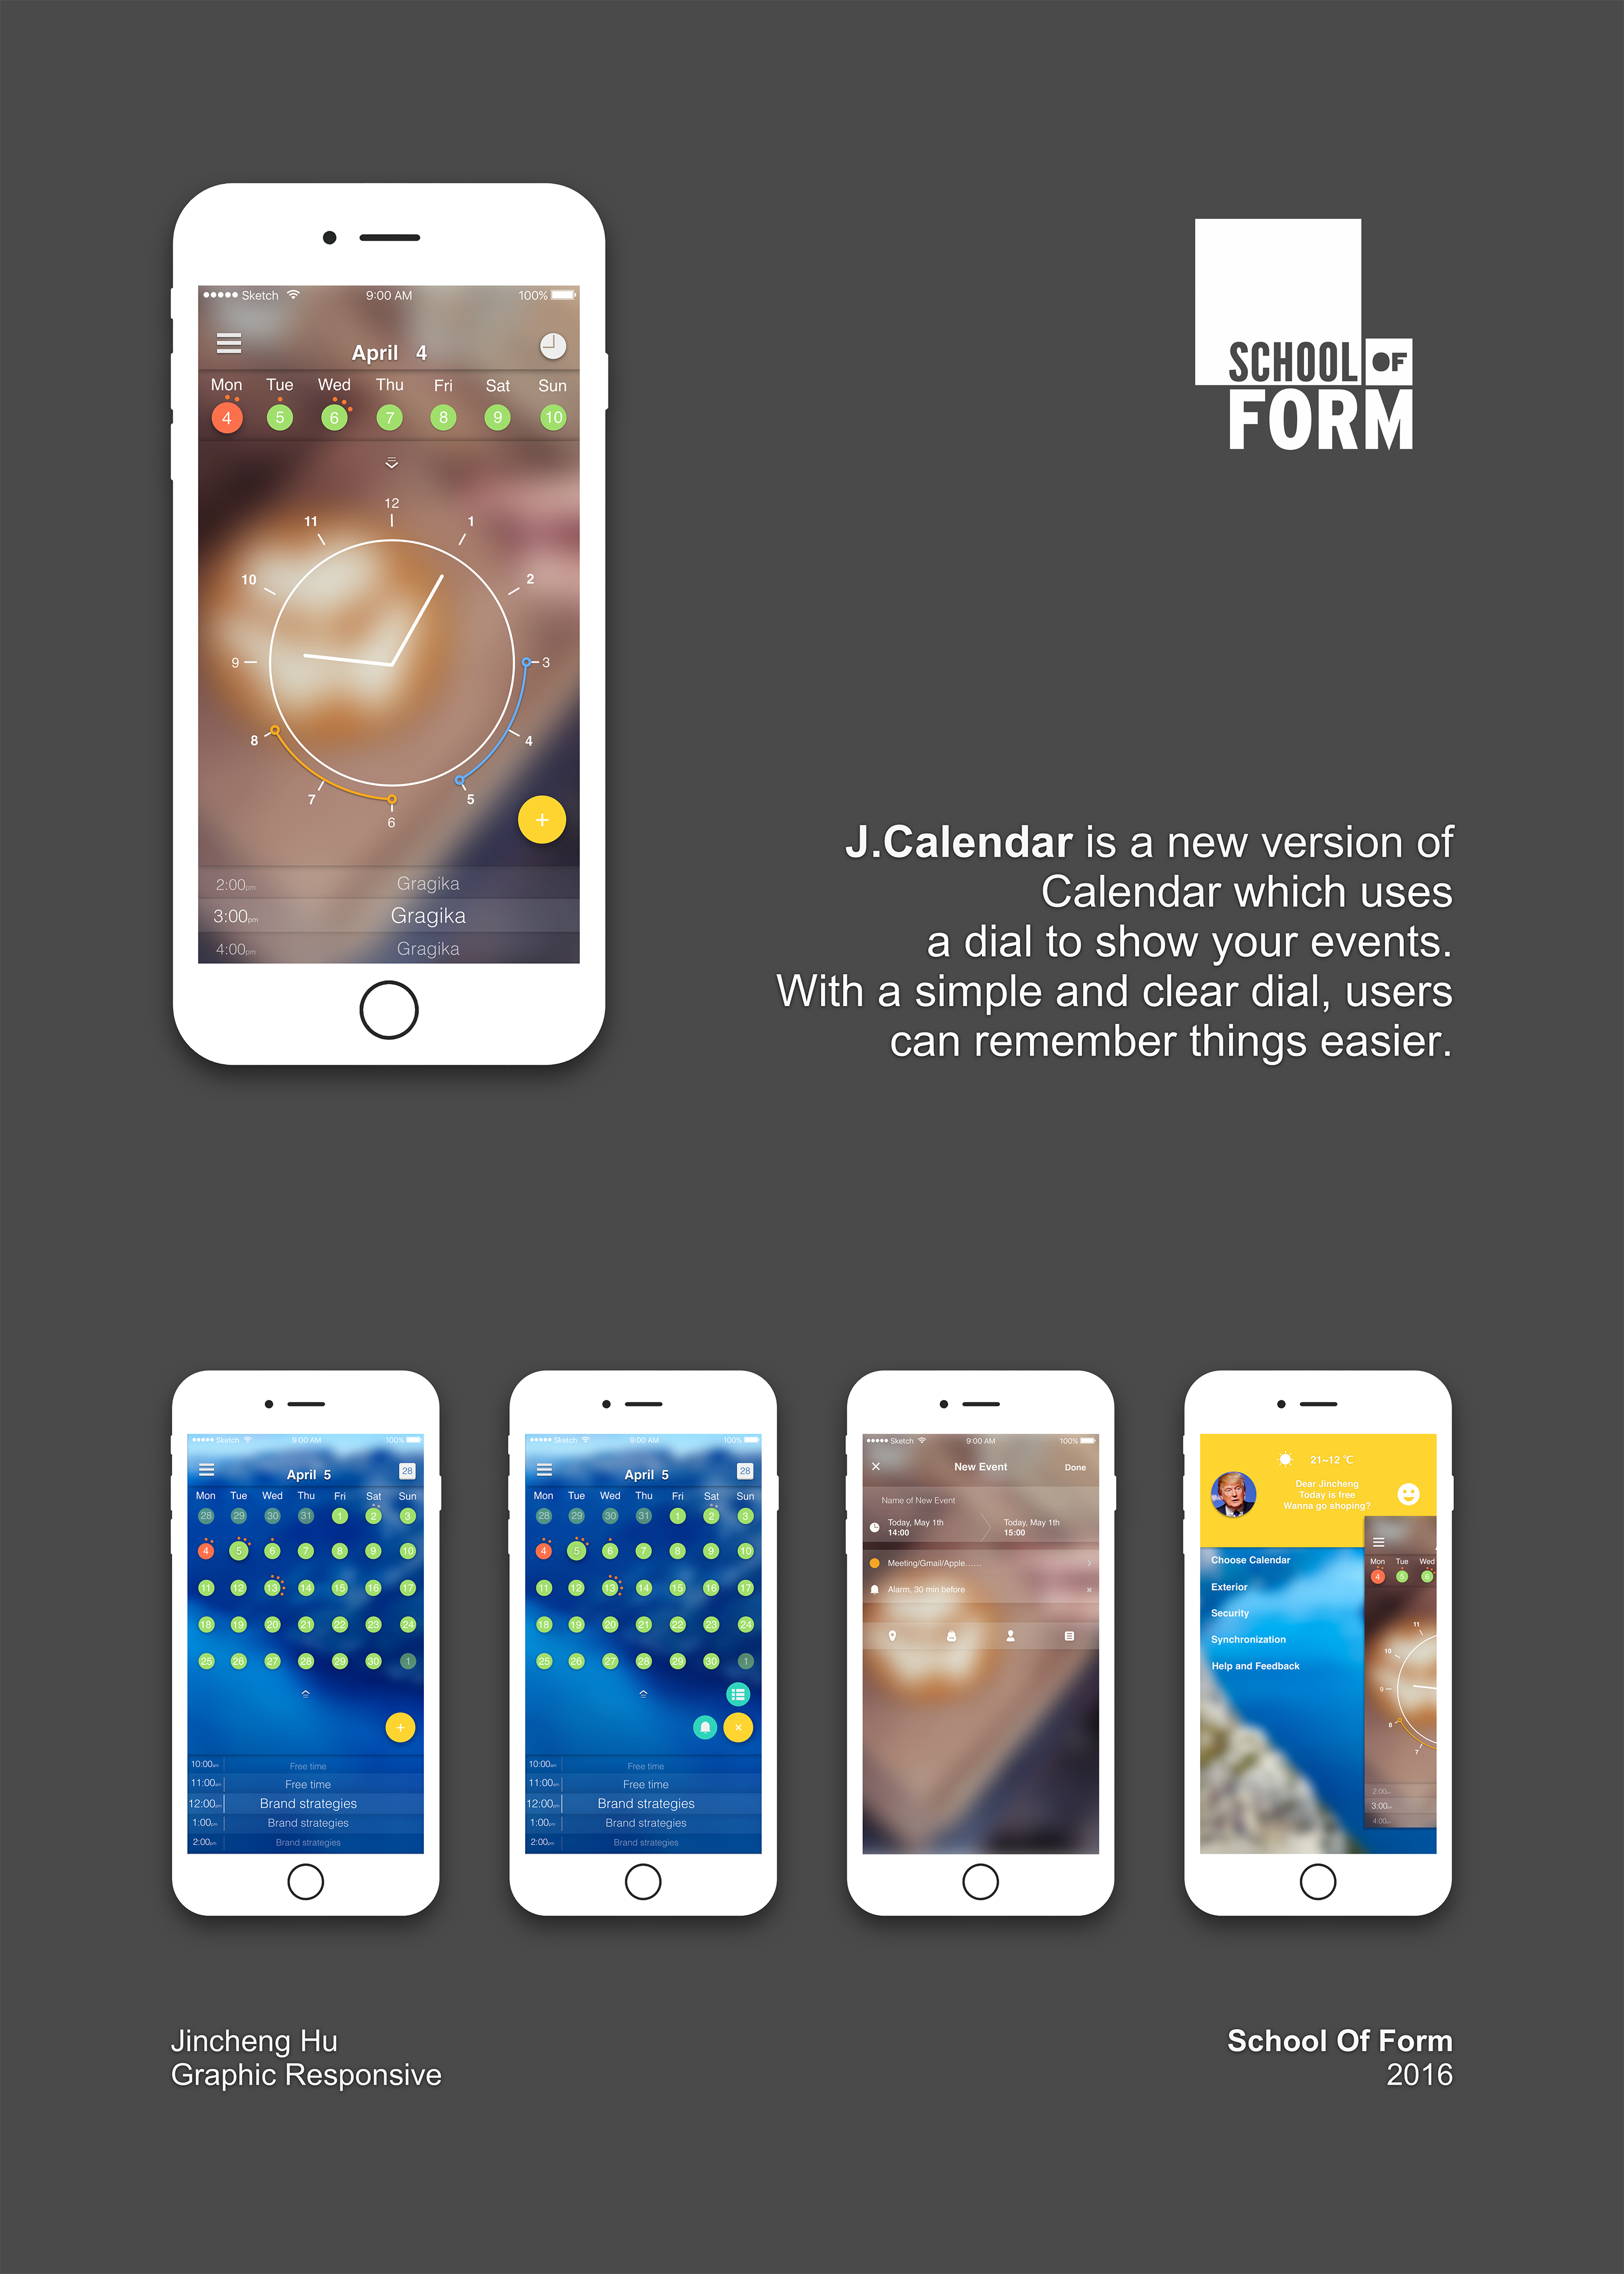 Sketch 9:00 AM 100%
April 4
Mon Tue Wed Thu Fri Sat Sun
4 5 6 7 8 9 10
12
11 1
10 2
9 3
8 4
7 5
6
+
2:00pm Gragika
3:00pm Gragika
4:00pm Gragika
SCHOOL OF
FORM
J.Calendar is a new version of
Calendar which uses
a dial to show your events.
With a simple and clear dial, users
can remember things easier.
Sketch 9:00 AM 100%
April 5 28
Mon Tue Wed Thu Fri Sat Sun
28 29 30 31 1 2 3
4 5 6 7 8 9 10
11 12 13 14 15 16 17
18 19 20 21 22 23 24
25 26 27 28 29 30 1
+
10:00am Free time
11:00am Free time
12:00pm Brand strategies
1:00pm Brand strategies
2:00pm Brand strategies
Sketch 9:00 AM 100%
April 5 28
Mon Tue Wed Thu Fri Sat Sun
28 29 30 31 1 2 3
4 5 6 7 8 9 10
11 12 13 14 15 16 17
18 19 20 21 22 23 24
25 26 27 28 29 30 1
10:00am Free time
11:00am Free time
12:00pm Brand strategies
1:00pm Brand strategies
2:00pm Brand strategies
Sketch 9:00 AM 100%
New Event Done
Name of New Event
Today, May 1th Today, May 1th
14:00 15:00
Meeting/Gmail/Apple......
Alarm, 30 min before
21~12 ℃
Dear Jincheng
Today is free
Wanna go shoping?
Choose Calendar
Exterior
Security
Synchronization
Help and Feedback
Mon Tue Wed
4 5 6
11
10
9
8
7
2:00
3:00
4:00
Jincheng Hu
Graphic Responsive
School Of Form
2016